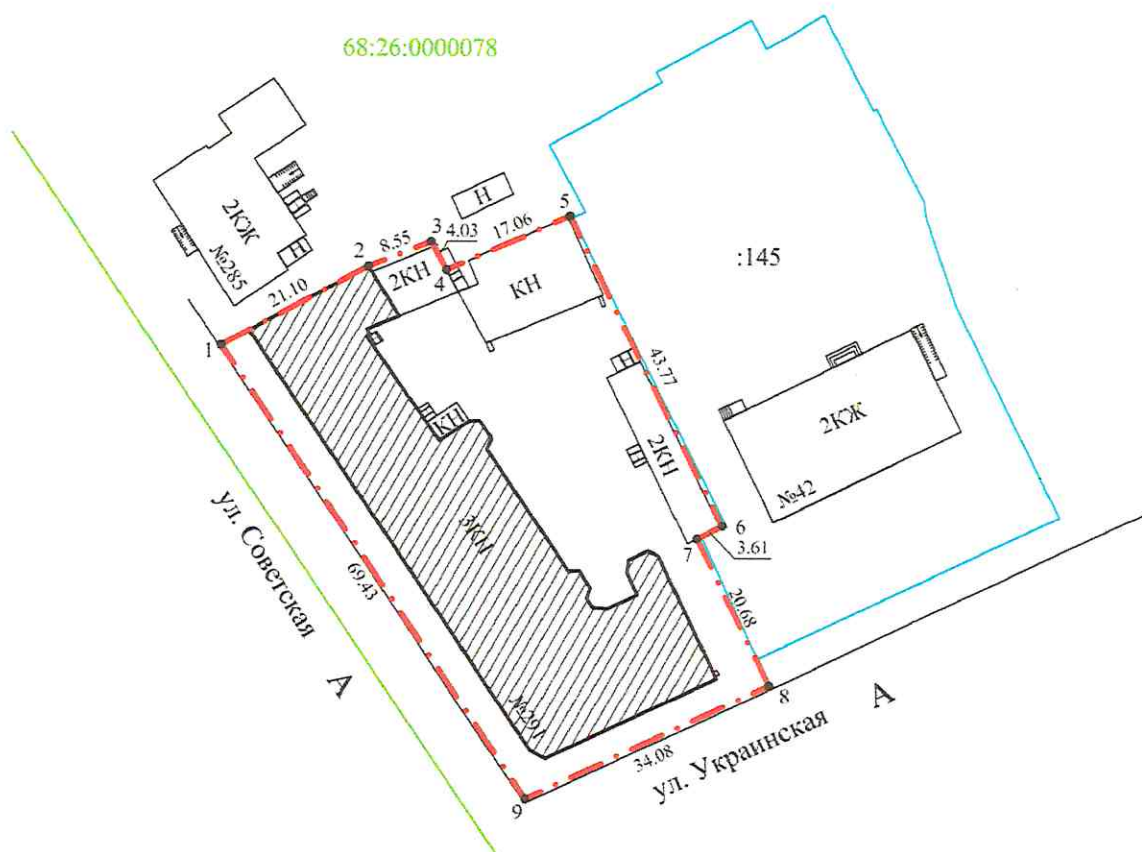 68:26:0000078
2КЖ
№285
Н
Н
1
21.10
2
8.55
3
4.03
4
17.06
5
2КН
КН
:145
43.77
Н
2КН
КН
2КЖ
№42
6
3.61
7
20.68
3КН
69.43
ул. Советская
А
№291
8
А
ул. Украинская
34.08
9